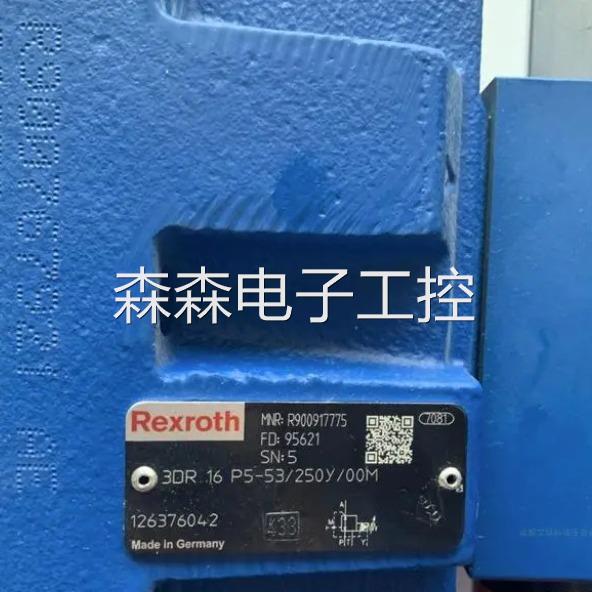 森森电子工控
Rexroth
MNR: R900917775
FD: 95621
SN: 5
7081
3DR 16 P5-53/250Y/00M
126376042
433
A
M
P T Y
Made in Germany